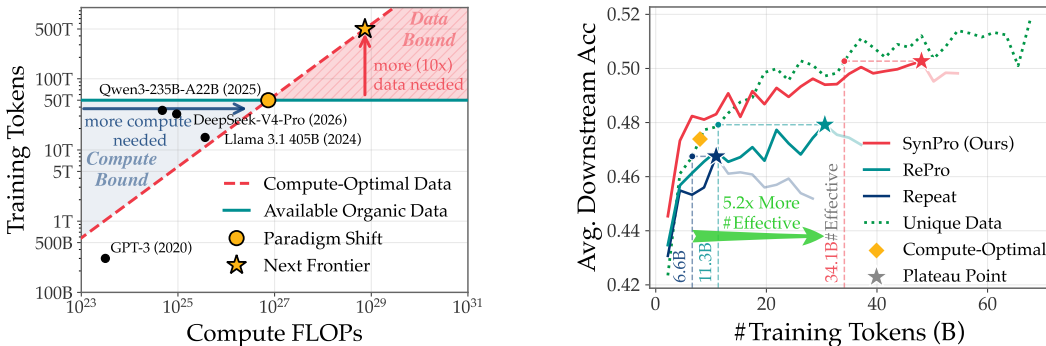 Training Tokens
500T
100T
50T
10T
5T
1T
500B
100B
10^23
10^25
10^27
10^29
10^31
Compute FLOPs
Data
Bound
more (10x)
data needed
Qwen3-235B-A22B (2025)
more compute
needed
DeepSeek-V4-Pro (2026)
Llama 3.1 405B (2024)
Compute
Bound
GPT-3 (2020)
Compute-Optimal Data
Available Organic Data
Paradigm Shift
Next Frontier
Avg. Downstream Acc
0.52
0.50
0.48
0.46
0.44
0.42
0
20
40
60
#Training Tokens (B)
5.2x More
#Effective
6.6B
11.3B
34.1B
#Effective
SynPro (Ours)
RePro
Repeat
Unique Data
Compute-Optimal
Plateau Point